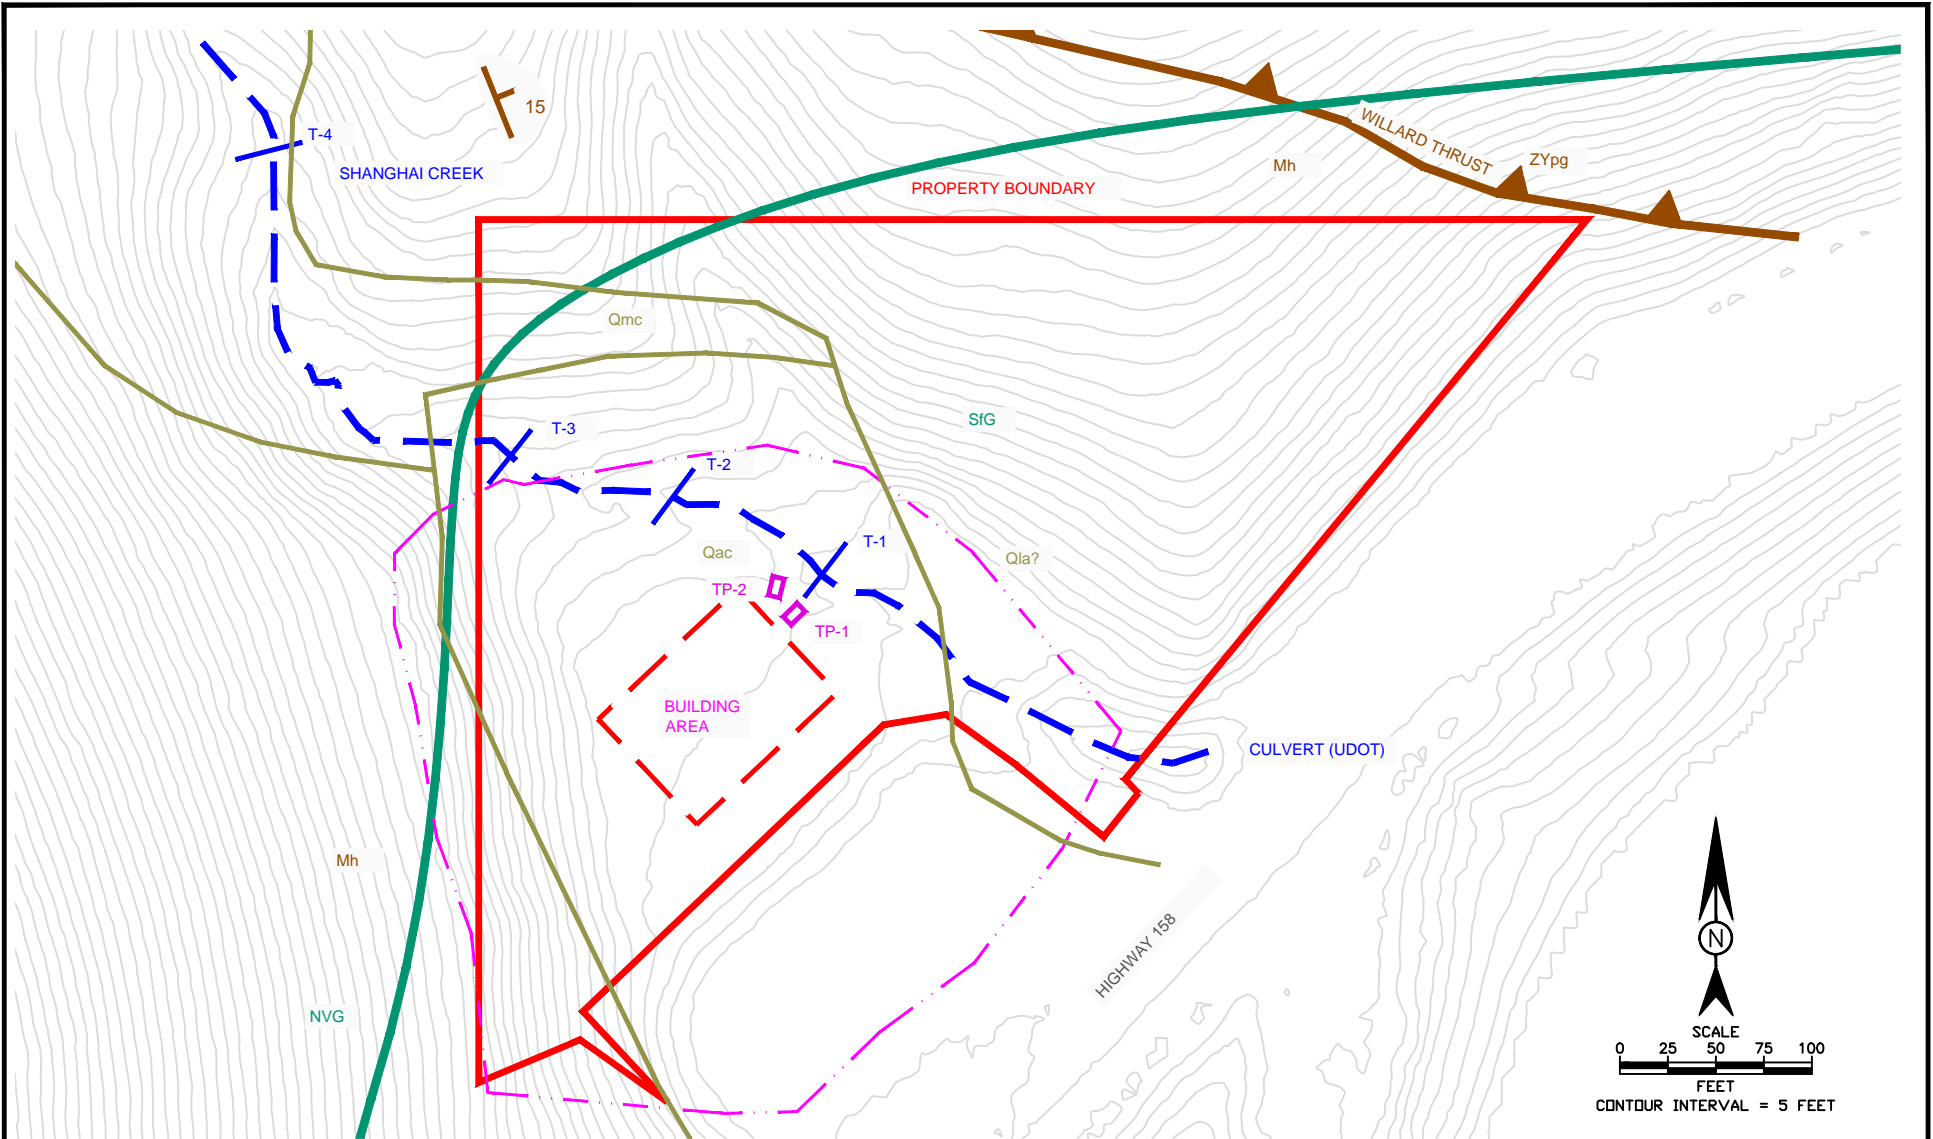 15
T-4
SHANGHAI CREEK
WILLARD THRUST
ZYpg
Mh
PROPERTY BOUNDARY
Qmc
SfG
T-3
T-2
T-1
Qac
Qla?
TP-2
TP-1
BUILDING
AREA
CULVERT (UDOT)
Mh
HIGHWAY 158
NVG
N
SCALE
0 25 50 75 100
FEET
CONTOUR INTERVAL = 5 FEET